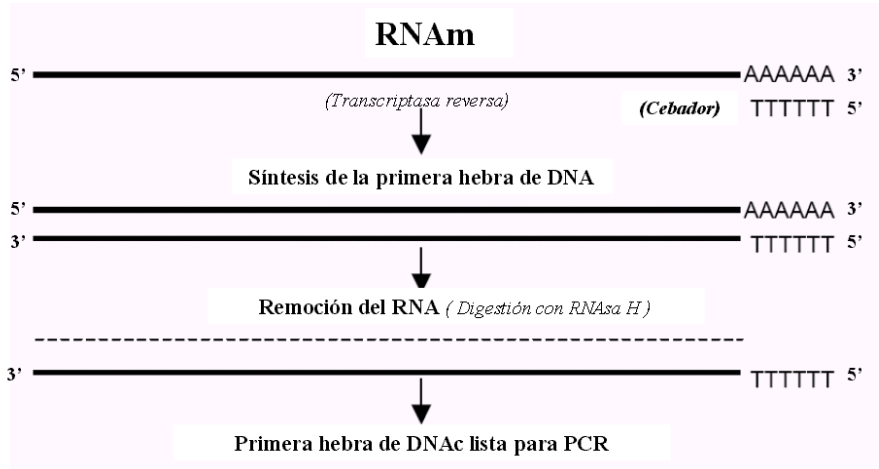 RNAm
5’ AAAAAA 3’
(Transcriptasa reversa) (Cebador) TTTTTT 5’
Síntesis de la primera hebra de DNA
5’ AAAAAA 3’
3’ TTTTTT 5’
Remoción del RNA ( Digestión con RNAsa H )
3’ TTTTTT 5’
Primera hebra de DNAc lista para PCR